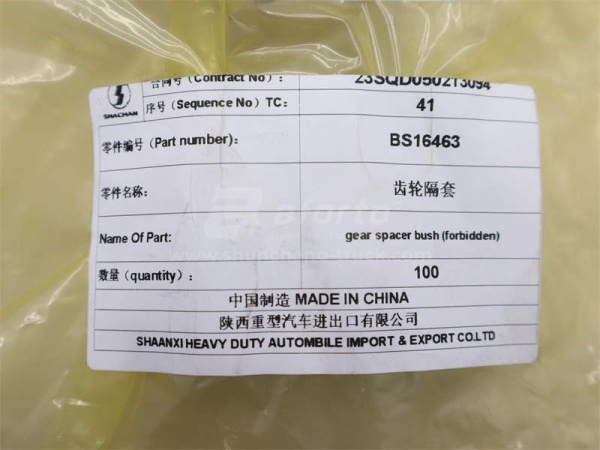 SHACMAN
合同号 (Contract No)： 23SQD050213094
序号 (Sequence No) TC: 41
零件编号 (Part number): BS16463
零件名称: 齿轮隔套
aforto
Name Of Part: gear spacer bush (forbidden)
数量 (quantity)： 100
中国制造 MADE IN CHINA
陕西重型汽车进出口有限公司
SHAANXI HEAVY DUTY AUTOMBILE IMPORT & EXPORT CO.LTD